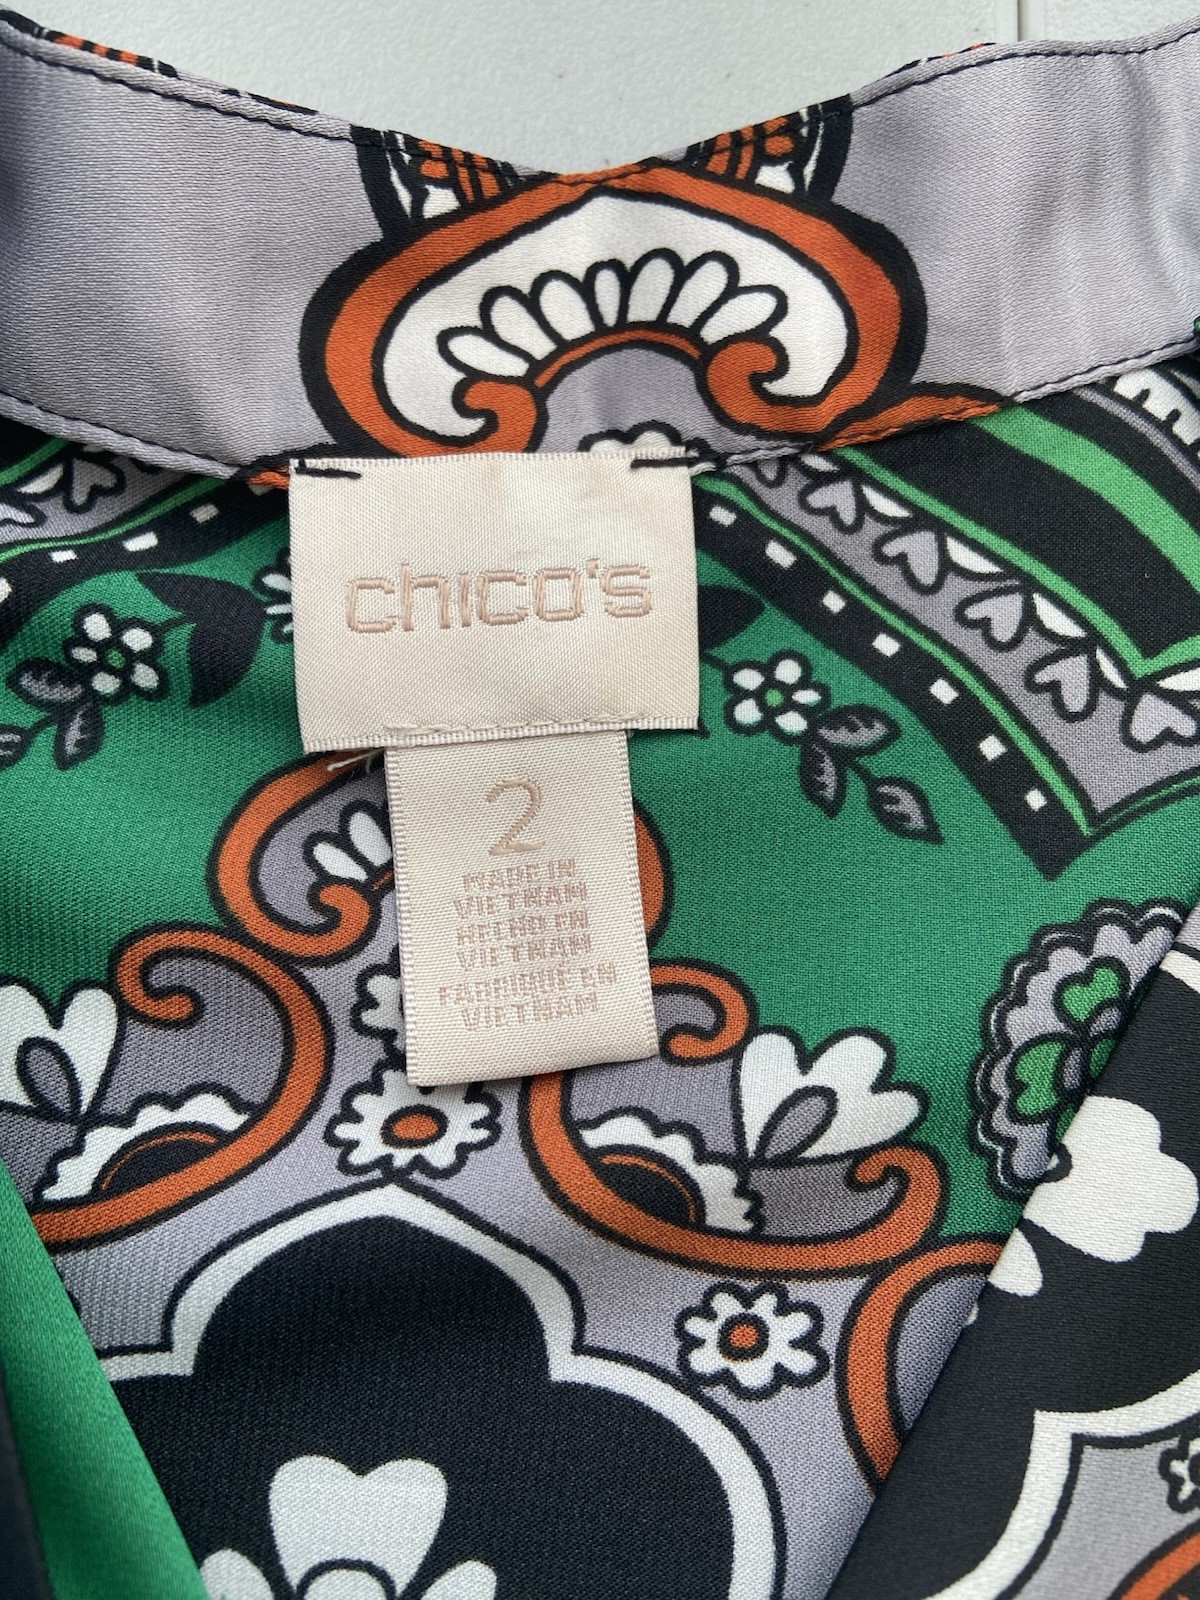 chico's
2
MADE IN
VIETNAM
HECHO EN
VIETNAM
FABRIQUÉ EN
VIETNAM